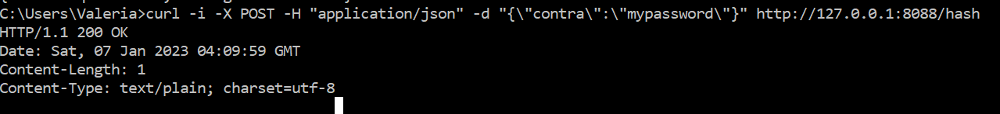 C:\Users\Valeria>curl -i -X POST -H "application/json" -d "{\"contra\":\"mypassword\"}" http://127.0.0.1:8088/hash
HTTP/1.1 200 OK
Date: Sat, 07 Jan 2023 04:09:59 GMT
Content-Length: 1
Content-Type: text/plain; charset=utf-8